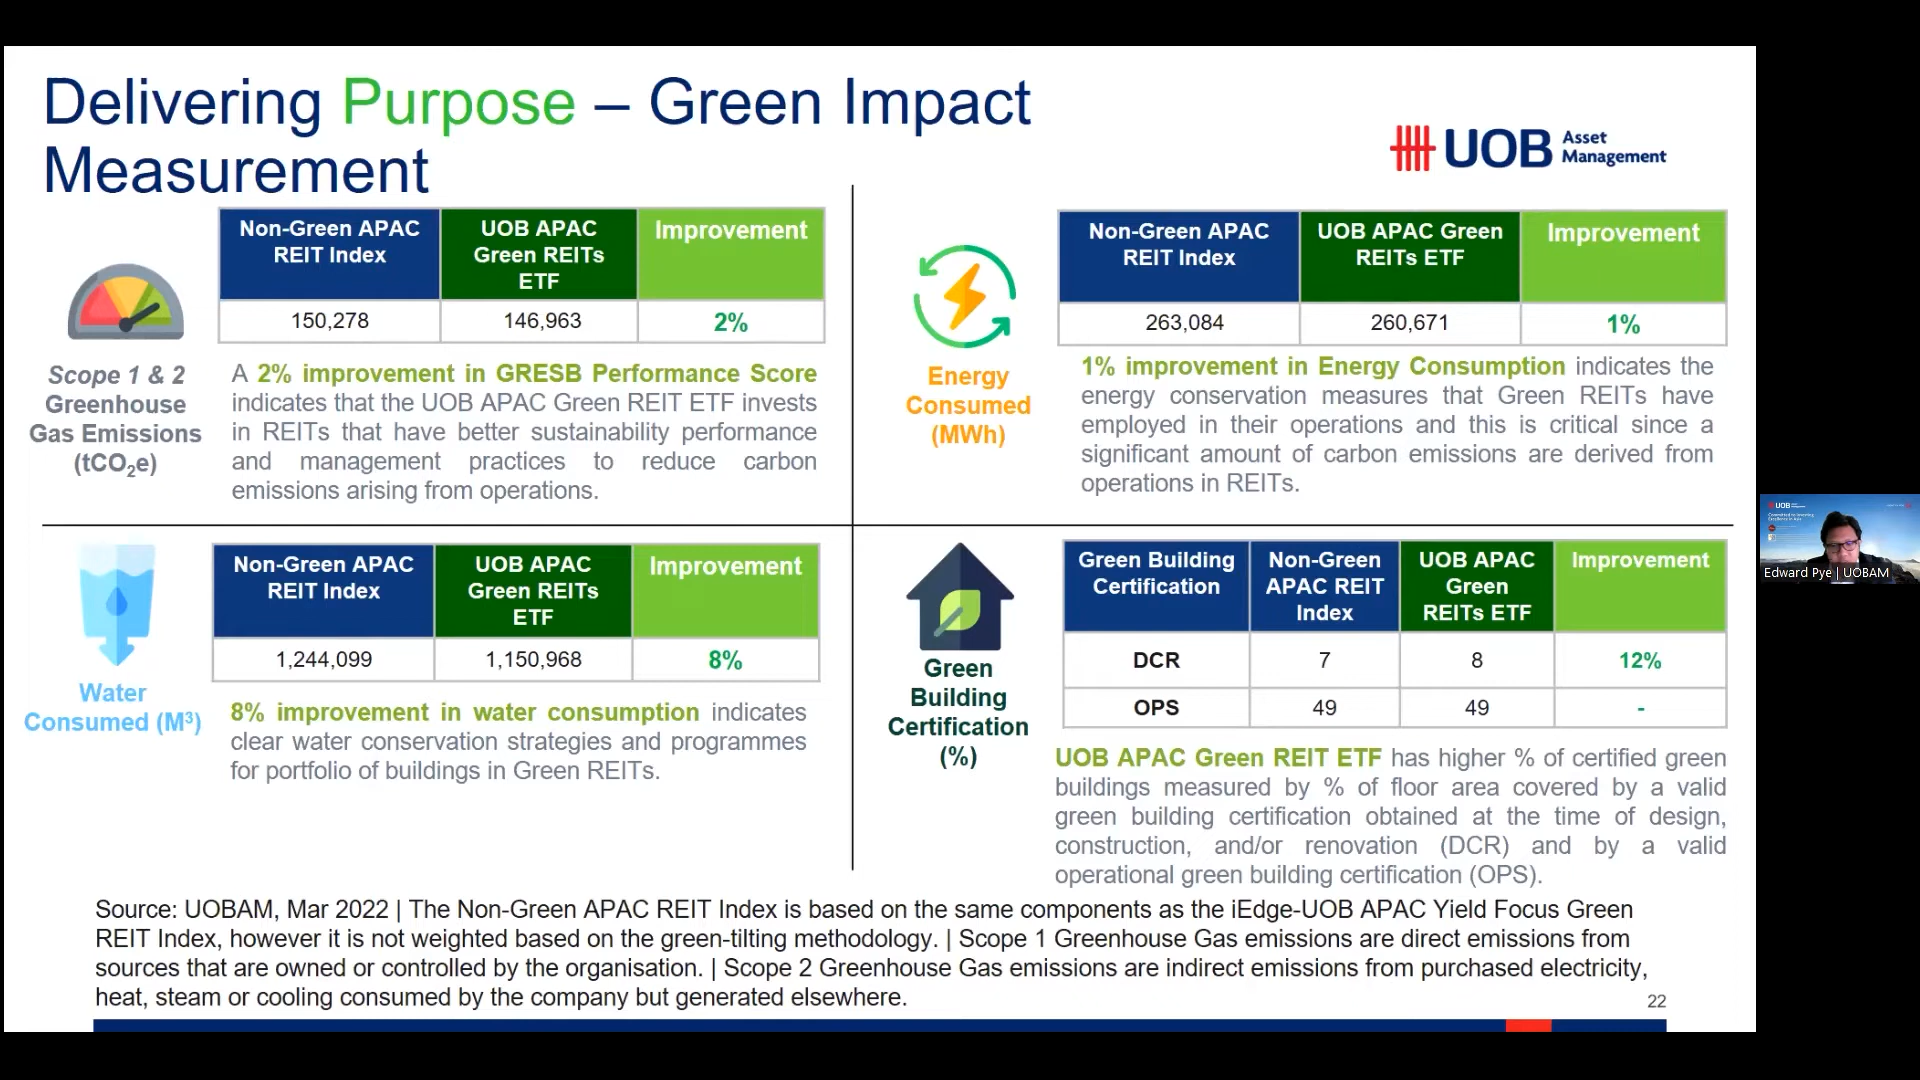 Delivering Purpose – Green Impact
Measurement
UOB Asset
Management
Non-Green APAC
REIT Index
UOB APAC
Green REITs
ETF
Improvement
150,278
146,963
2%
Scope 1 & 2
Greenhouse
Gas Emissions
(tCO₂e)
A 2% improvement in GRESB Performance Score
indicates that the UOB APAC Green REIT ETF invests
in REITs that have better sustainability performance
and management practices to reduce carbon
emissions arising from operations.
Non-Green APAC
REIT Index
UOB APAC Green
REITs ETF
Improvement
263,084
260,671
1%
Energy
Consumed
(MWh)
1% improvement in Energy Consumption indicates the
energy conservation measures that Green REITs have
employed in their operations and this is critical since a
significant amount of carbon emissions are derived from
operations in REITs.
Non-Green APAC
REIT Index
UOB APAC
Green REITs
ETF
Improvement
1,244,099
1,150,968
8%
Water
Consumed (M³)
8% improvement in water consumption indicates
clear water conservation strategies and programmes
for portfolio of buildings in Green REITs.
Green Building
Certification
Non-Green
APAC REIT
Index
UOB APAC
Green
REITs ETF
Improvement
DCR
7
8
12%
OPS
49
49
-
Green
Building
Certification
(%)
UOB APAC Green REIT ETF has higher % of certified green
buildings measured by % of floor area covered by a valid
green building certification obtained at the time of design,
construction, and/or renovation (DCR) and by a valid
operational green building certification (OPS).
Source: UOBAM, Mar 2022 | The Non-Green APAC REIT Index is based on the same components as the iEdge-UOB APAC Yield Focus Green
REIT Index, however it is not weighted based on the green-tilting methodology. | Scope 1 Greenhouse Gas emissions are direct emissions from
sources that are owned or controlled by the organisation. | Scope 2 Greenhouse Gas emissions are indirect emissions from purchased electricity,
heat, steam or cooling consumed by the company but generated elsewhere.
22
UOB
Edward Pye | UOBAM